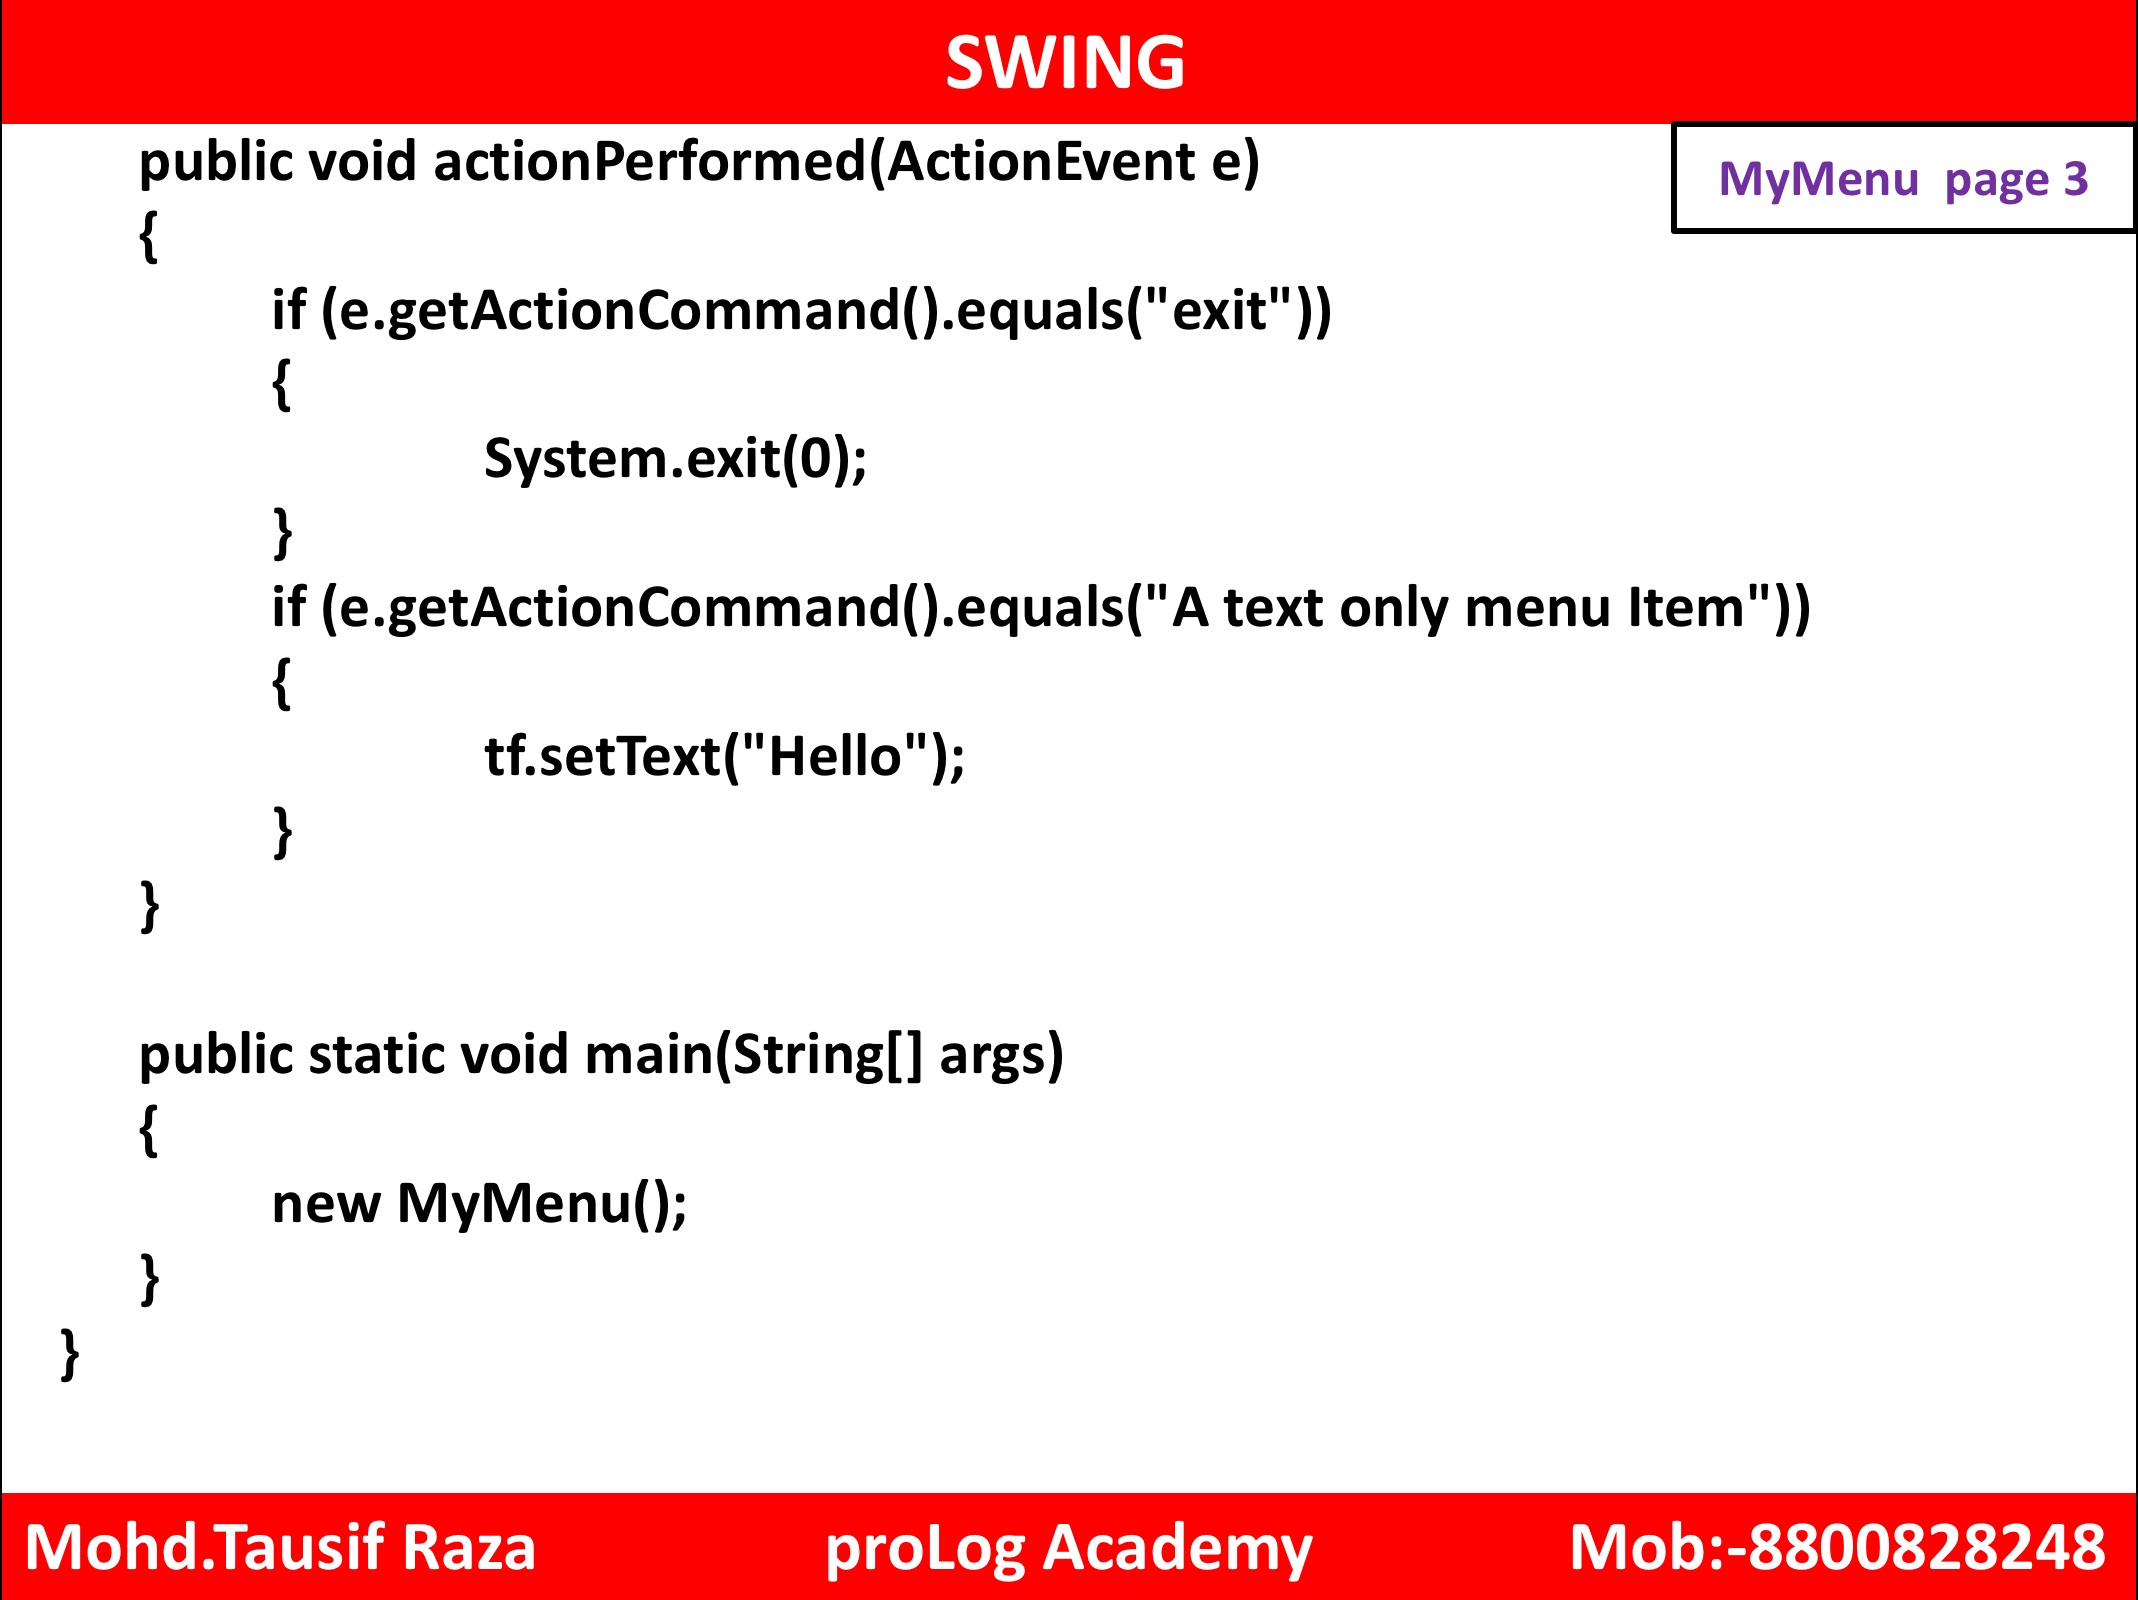 SWING
MyMenu  page 3
public void actionPerformed(ActionEvent e)
{
if (e.getActionCommand().equals("exit"))
{
System.exit(0);
}
if (e.getActionCommand().equals("A text only menu Item"))
{
tf.setText("Hello");
}
}
public static void main(String[] args)
{
new MyMenu();
}
}
Mohd.Tausif Raza proLog Academy Mob:-8800828248